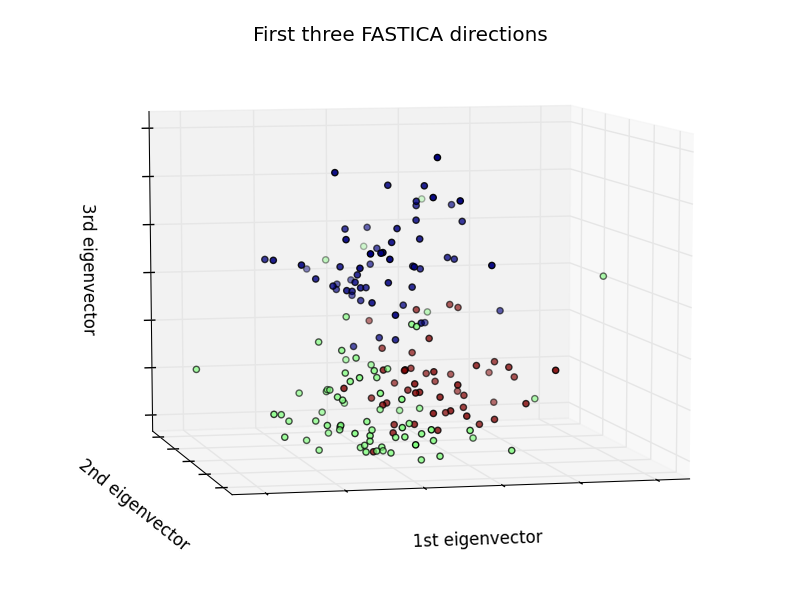 First three FASTICA directions
3rd eigenvector
2nd eigenvector
1st eigenvector